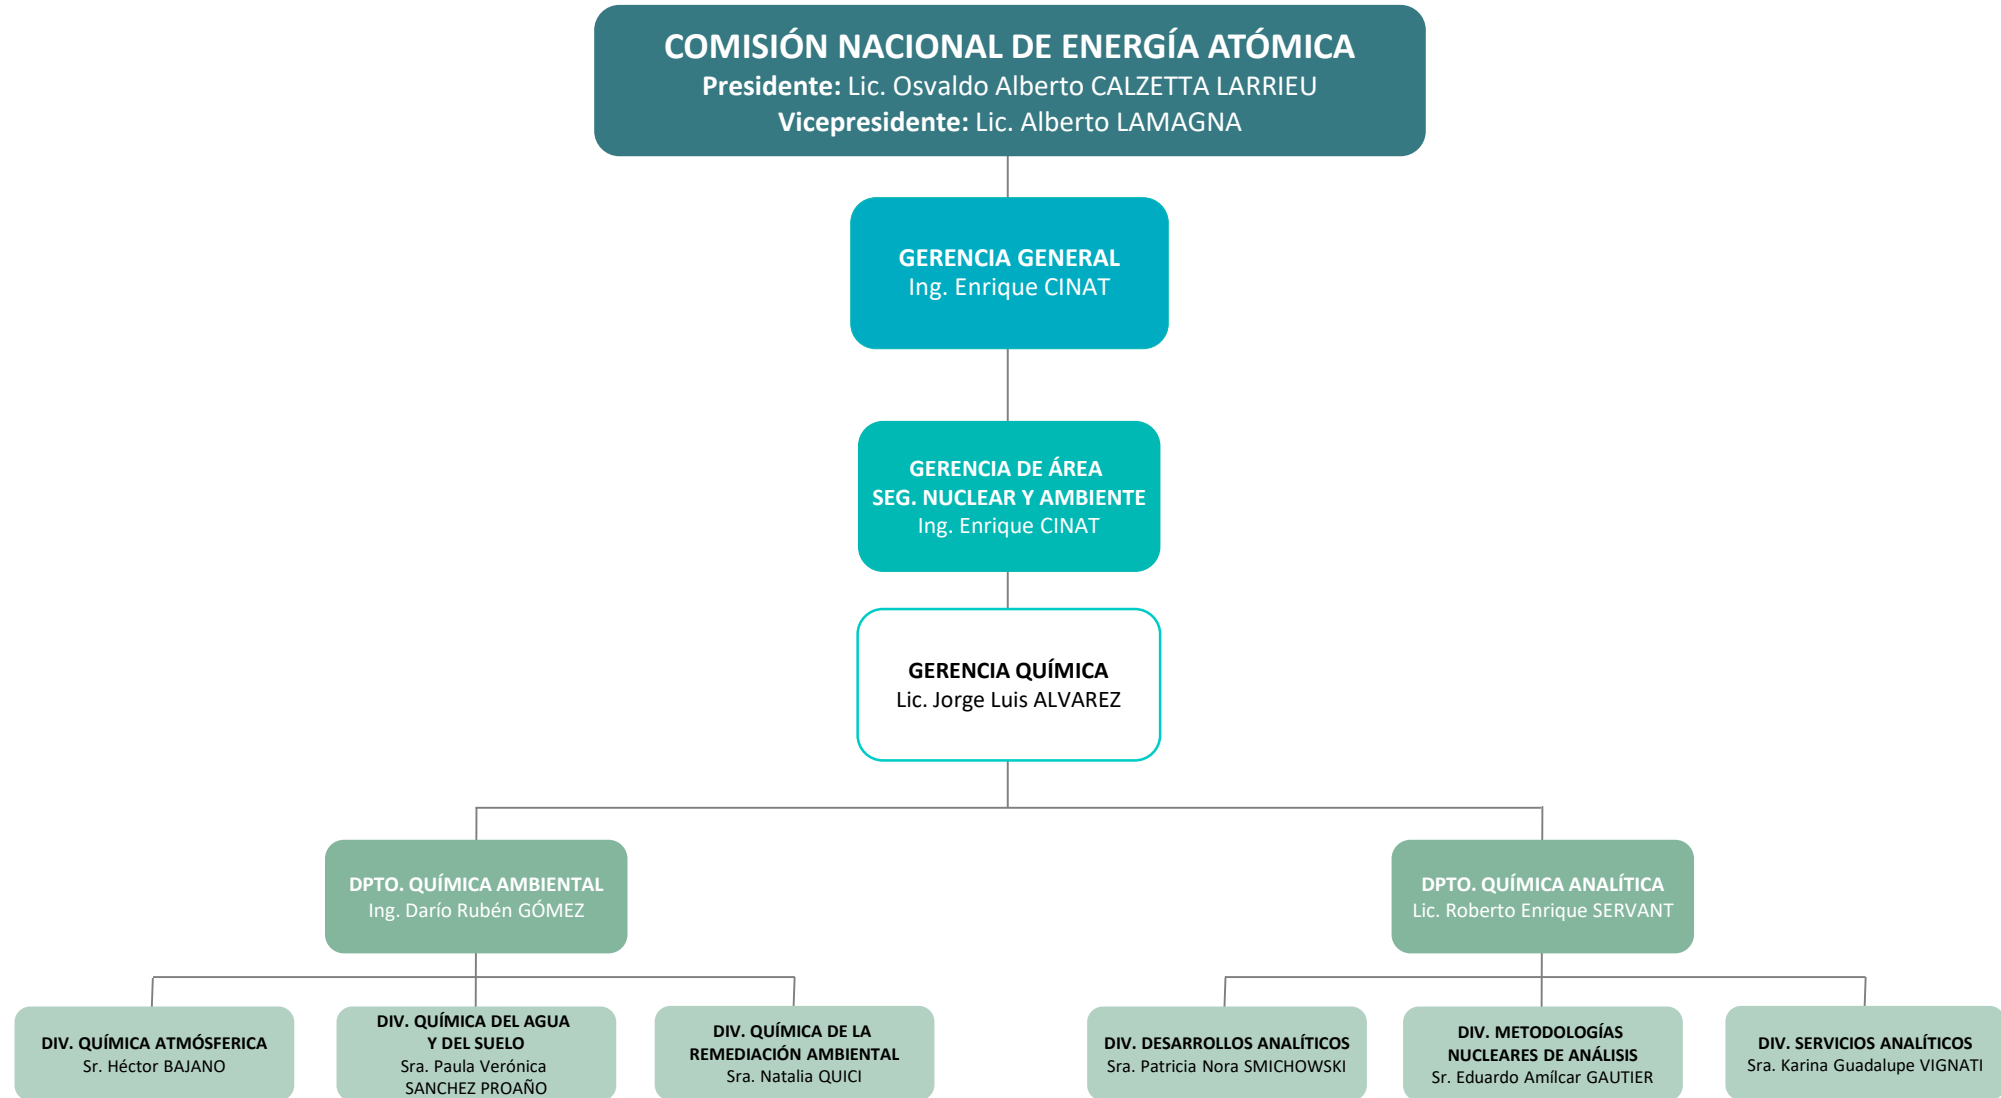 COMISIÓN NACIONAL DE ENERGÍA ATÓMICA
Presidente: Lic. Osvaldo Alberto CALZETTA LARRIEU
Vicepresidente: Lic. Alberto LAMAGNA
GERENCIA GENERAL
Ing. Enrique CINAT
GERENCIA DE ÁREA
SEG. NUCLEAR Y AMBIENTE
Ing. Enrique CINAT
GERENCIA QUÍMICA
Lic. Jorge Luis ALVAREZ
DPTO. QUÍMICA AMBIENTAL
Ing. Darío Rubén GÓMEZ
DPTO. QUÍMICA ANALÍTICA
Lic. Roberto Enrique SERVANT
DIV. QUÍMICA ATMÓSFERICA
Sr. Héctor BAJANO
DIV. QUÍMICA DEL AGUA
Y DEL SUELO
Sra. Paula Verónica
SANCHEZ PROAÑO
DIV. QUÍMICA DE LA
REMEDIACIÓN AMBIENTAL
Sra. Natalia QUICI
DIV. DESARROLLOS ANALÍTICOS
Sra. Patricia Nora SMICHOWSKI
DIV. METODOLOGÍAS
NUCLEARES DE ANÁLISIS
Sr. Eduardo Amílcar GAUTIER
DIV. SERVICIOS ANALÍTICOS
Sra. Karina Guadalupe VIGNATI